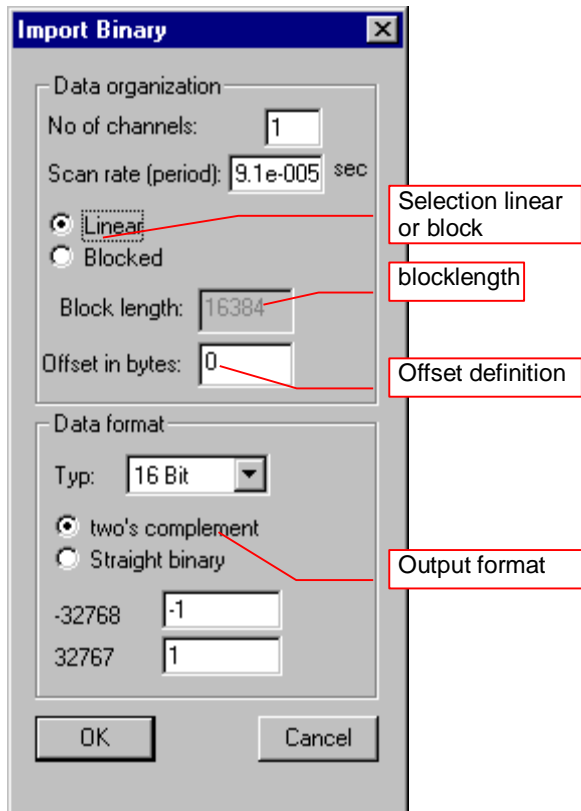 Import Binary
Data organization
No of channels: 1
Scan rate (period): 9.1e-005 sec
Linear
Selection linear
or block
Blocked
blocklength
Block length: 16384
Offset in bytes: 0
Offset definition
Data format
Typ: 16 Bit
two's complement
Straight binary
Output format
-32768 -1
32767 1
OK Cancel